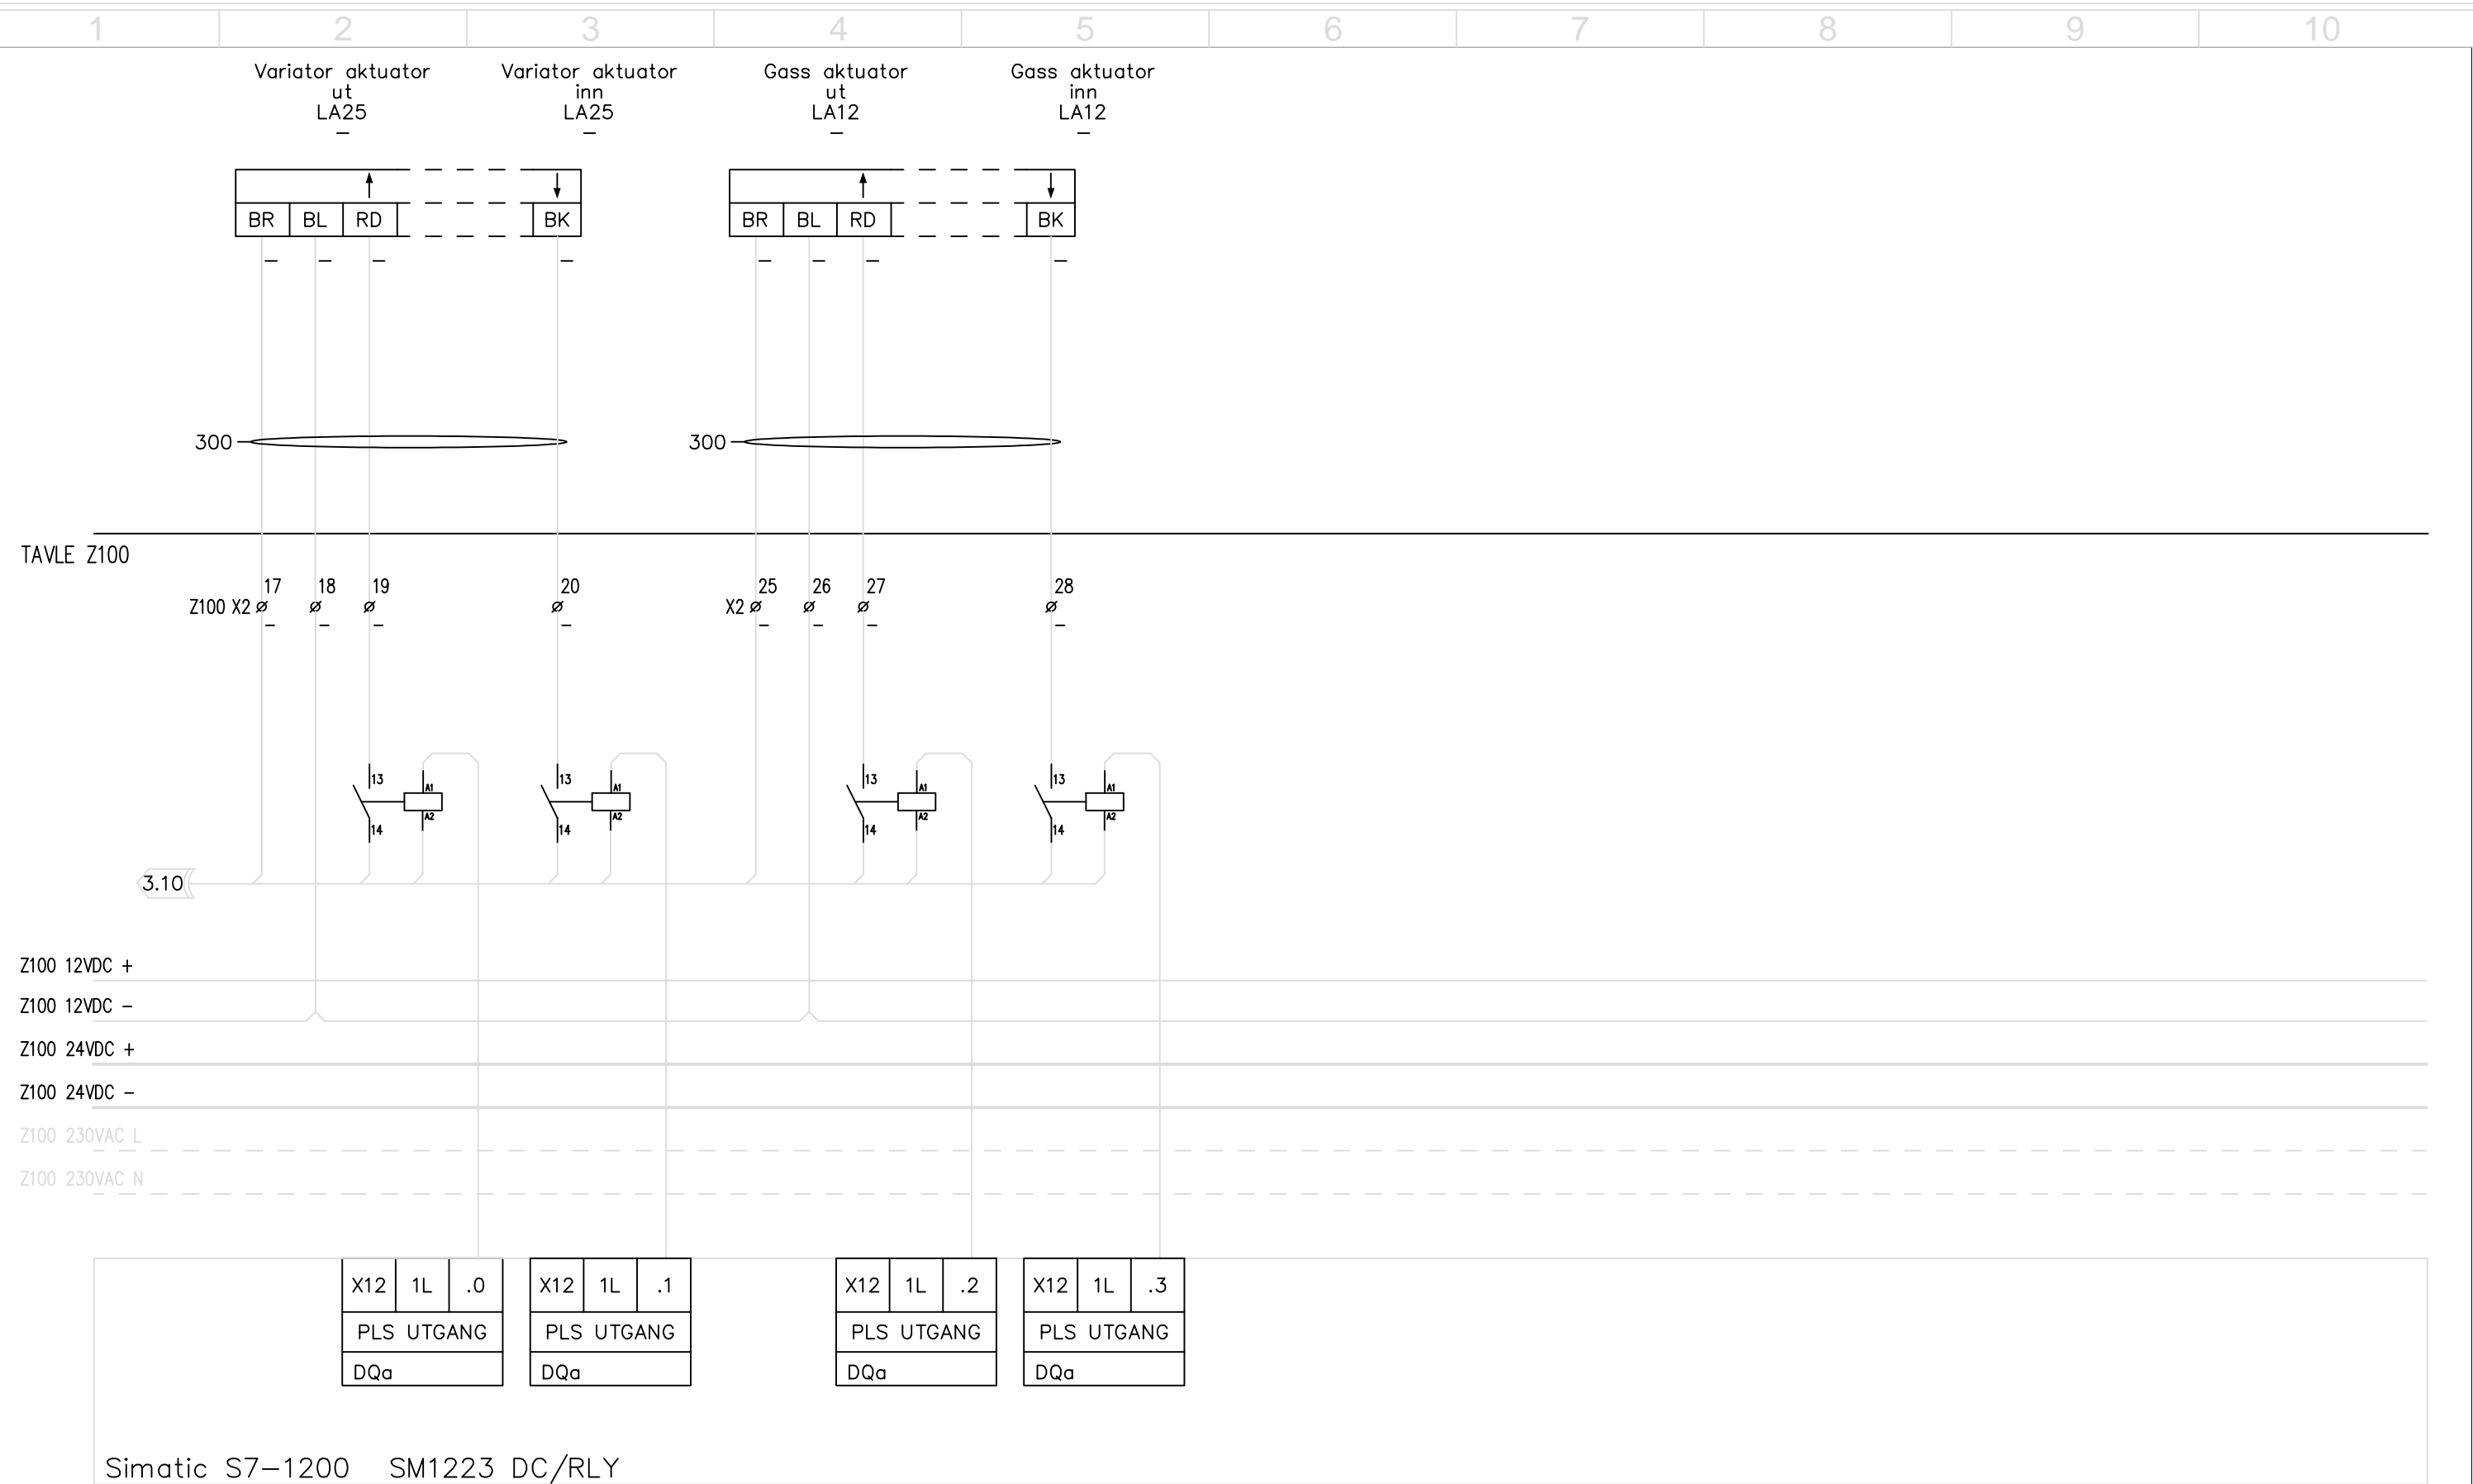 1 2 3 4 5 6 7 8 9 10
Variator aktuator
ut
LA25
–
Variator aktuator
inn
LA25
–
Gass aktuator
ut
LA12
–
Gass aktuator
inn
LA12
–
BR BL RD BK BR BL RD BK
– – – – – – – –
300 300
TAVLE Z100
17 18 19 20 25 26 27 28
Z100 X2 X2
– – – – – – – –
13 A1 13 A1 13 A1 13 A1
14 A2 14 A2 14 A2 14 A2
3.10
Z100 12VDC +
Z100 12VDC –
Z100 24VDC +
Z100 24VDC –
Z100 230VAC L
Z100 230VAC N
X12 1L .0 X12 1L .1 X12 1L .2 X12 1L .3
PLS UTGANG PLS UTGANG PLS UTGANG PLS UTGANG
DQa DQa DQa DQa
Simatic S7–1200 SM1223 DC/RLY